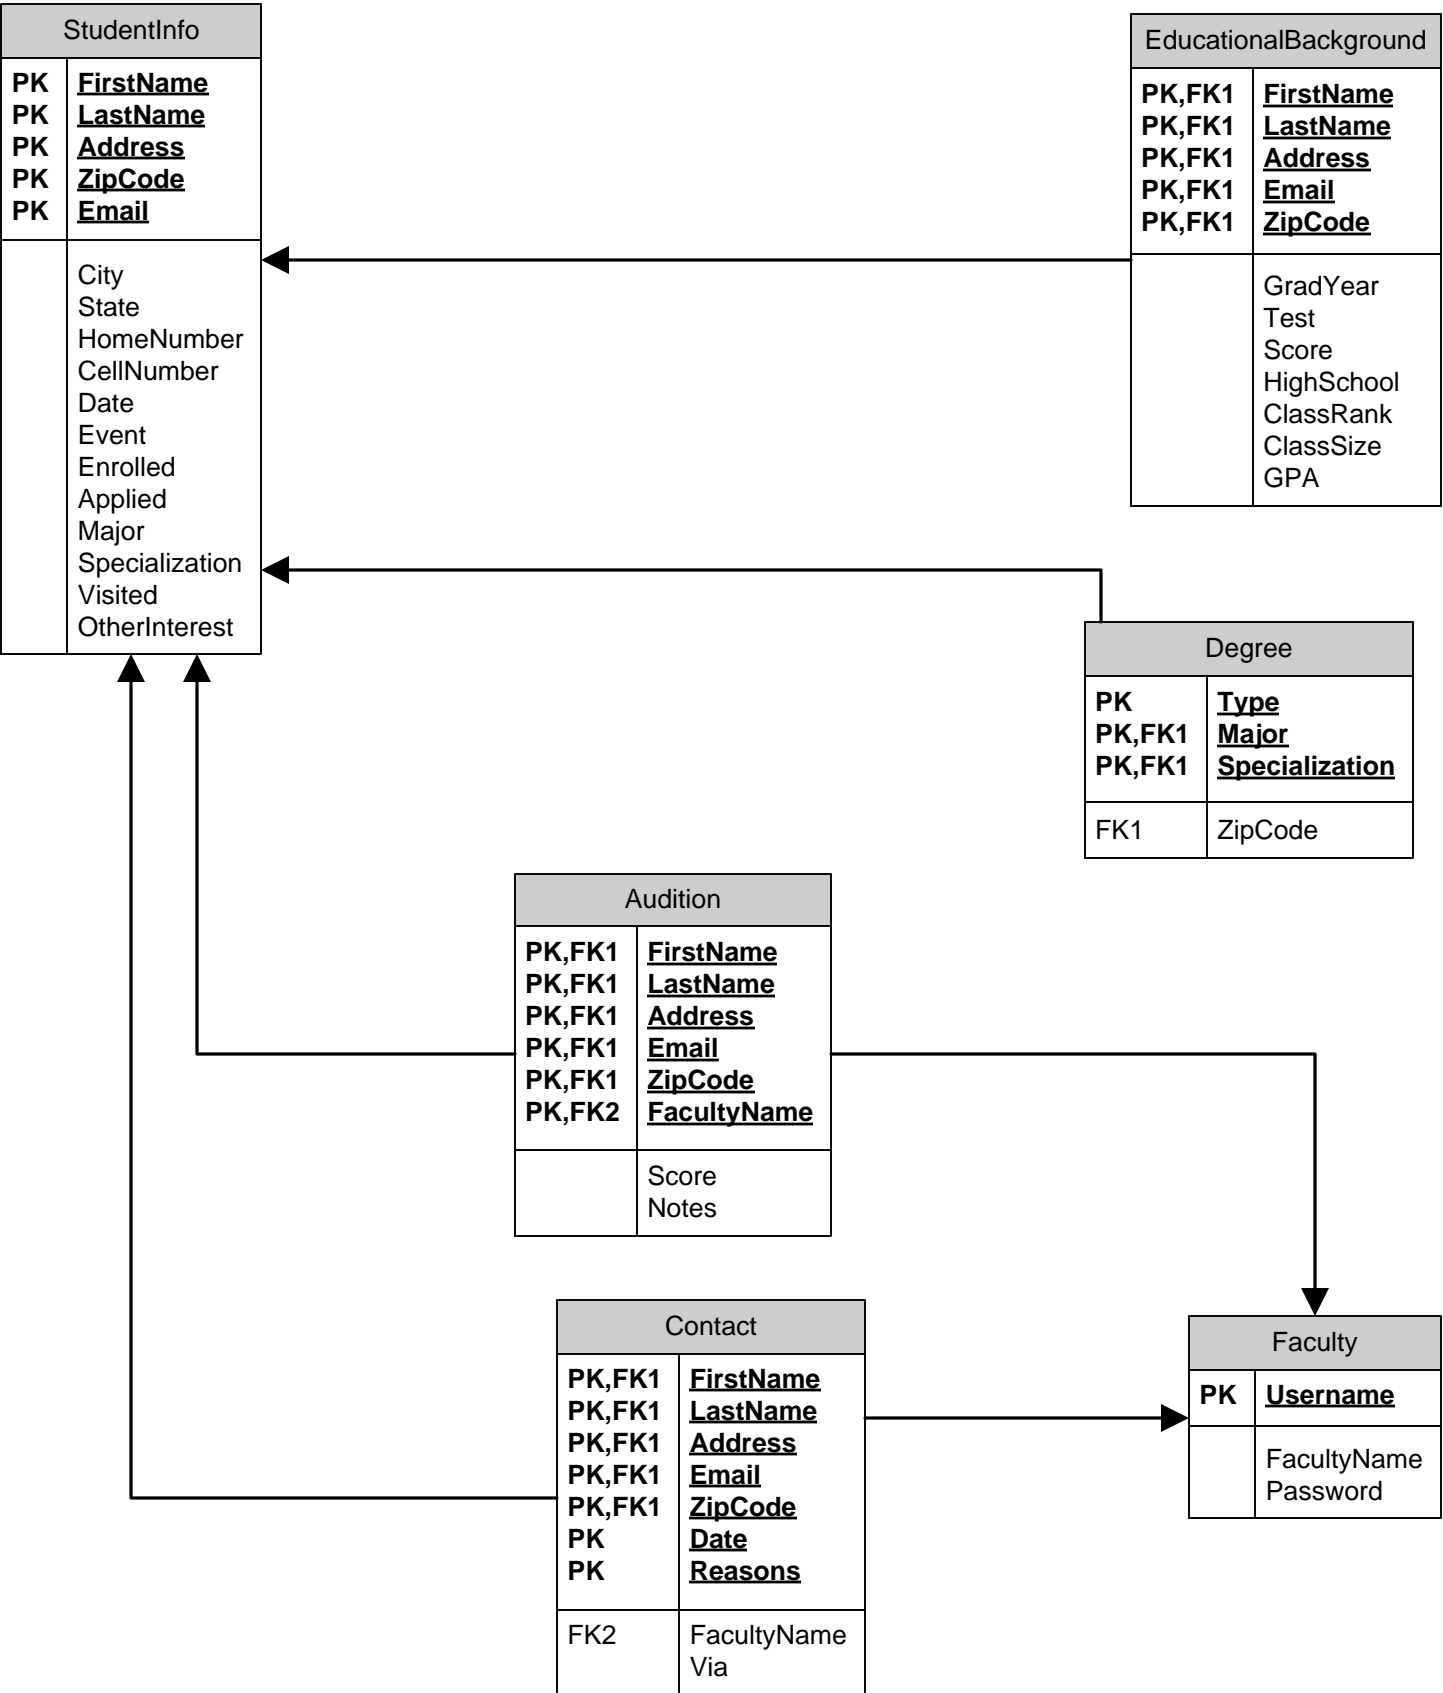 StudentInfo
PK FirstName
PK LastName
PK Address
PK ZipCode
PK Email
City
State
HomeNumber
CellNumber
Date
Event
Enrolled
Applied
Major
Specialization
Visited
OtherInterest
EducationalBackground
PK,FK1 FirstName
PK,FK1 LastName
PK,FK1 Address
PK,FK1 Email
PK,FK1 ZipCode
GradYear
Test
Score
HighSchool
ClassRank
ClassSize
GPA
Degree
PK Type
PK,FK1 Major
PK,FK1 Specialization
FK1 ZipCode
Audition
PK,FK1 FirstName
PK,FK1 LastName
PK,FK1 Address
PK,FK1 Email
PK,FK1 ZipCode
PK,FK2 FacultyName
Score
Notes
Contact
PK,FK1 FirstName
PK,FK1 LastName
PK,FK1 Address
PK,FK1 Email
PK,FK1 ZipCode
PK Date
PK Reasons
FK2 FacultyName
Via
Faculty
PK Username
FacultyName
Password